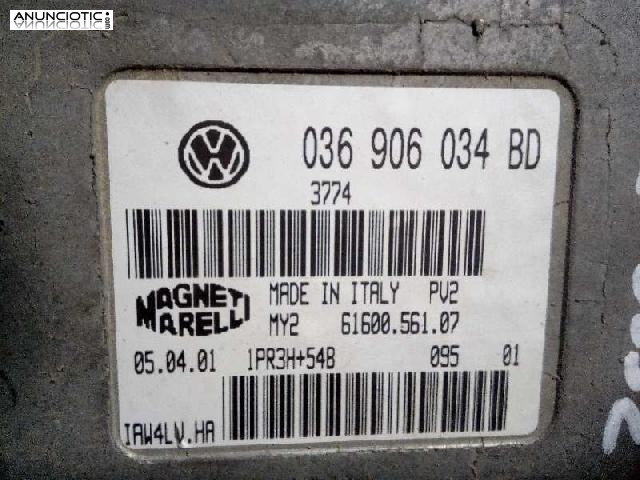 ANUNCIOTIC.com
036 906 034 BD
3774
MAGNETI MARELLI
MADE IN ITALY PV2
MY2 61600.561.07
05.04.01 1PR3H+548 095 01
IAW4LV.HA